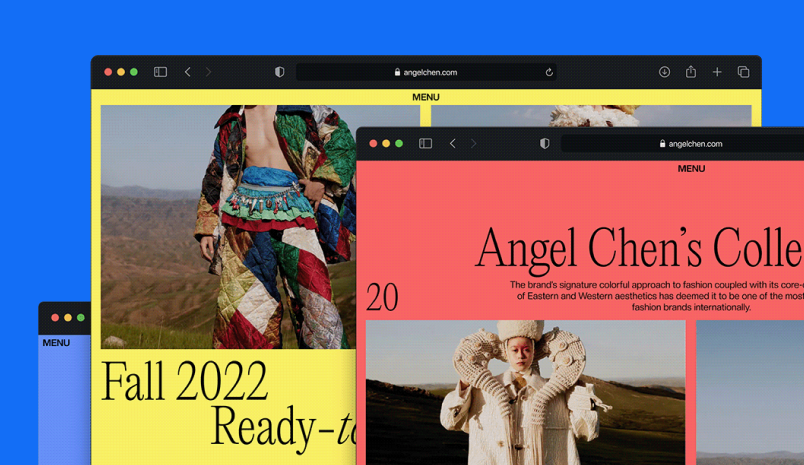 angelchen.com
MENU
angelchen.com
MENU
Angel Chen's Colle
20
The brand's signature colorful approach to fashion coupled with its core-
of Eastern and Western aesthetics has deemed it to be one of the most
fashion brands internationally.
MENU
Fall 2022
Ready-to